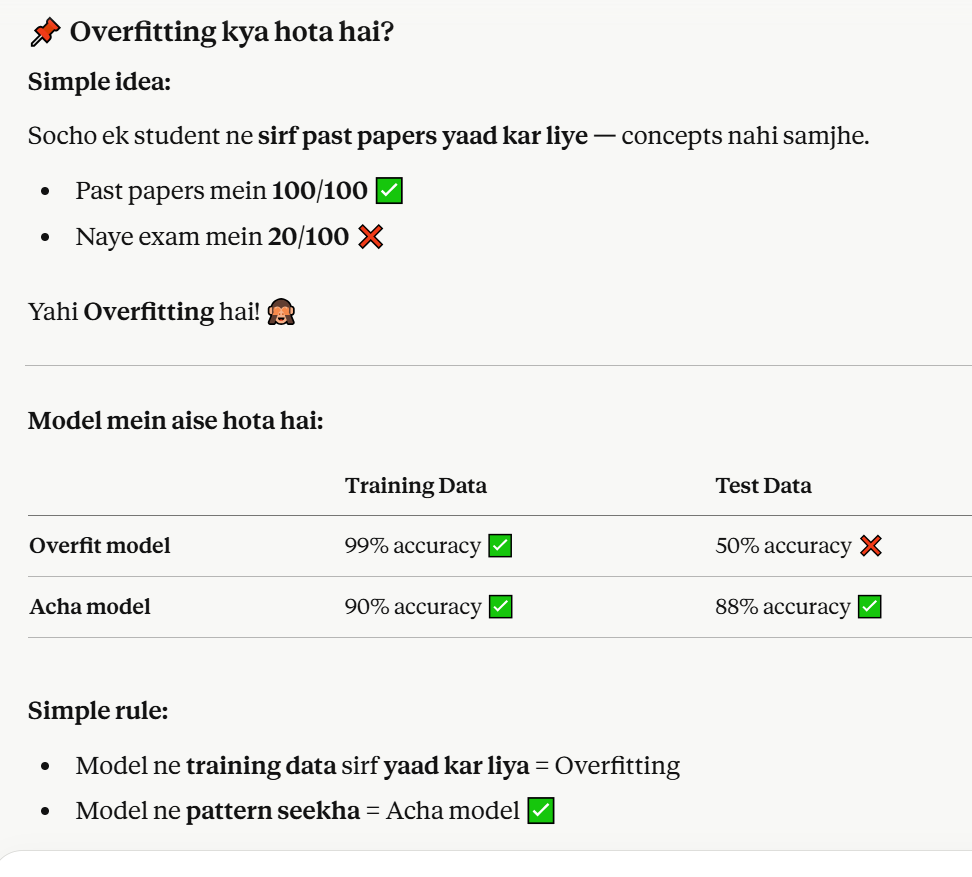 📌 Overfitting kya hota hai?
Simple idea:
Socho ek student ne sirf past papers yaad kar liye — concepts nahi samjhe.
• Past papers mein 100/100 ✅
• Naye exam mein 20/100 ❌
Yahi Overfitting hai! 🙈
Model mein aise hota hai:
Training Data Test Data
Overfit model 99% accuracy ✅ 50% accuracy ❌
Acha model 90% accuracy ✅ 88% accuracy ✅
Simple rule:
• Model ne training data sirf yaad kar liya = Overfitting
• Model ne pattern seekha = Acha model ✅